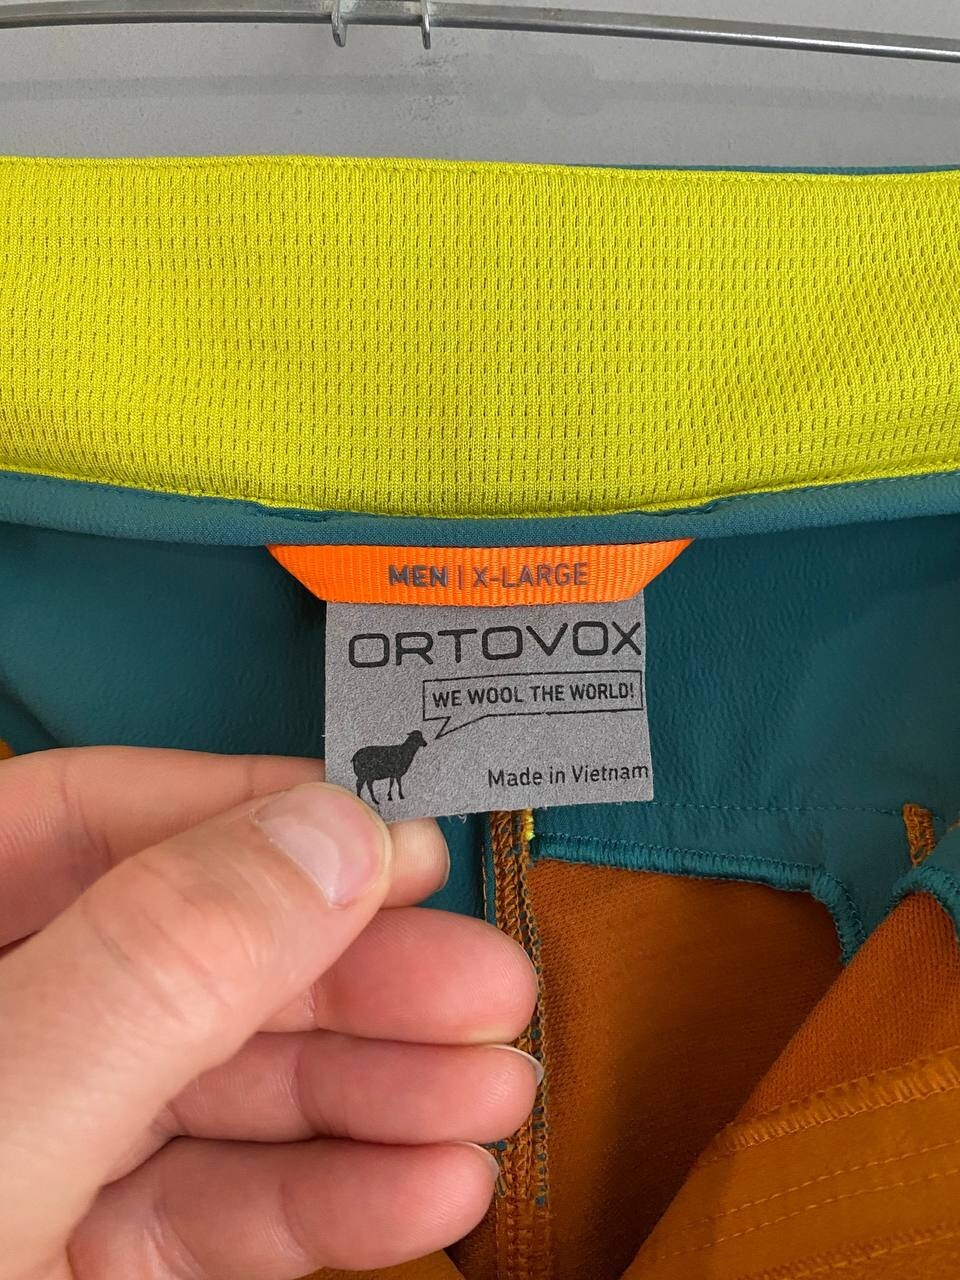 MEN | X-LARGE
ORTOVOX
WE WOOL THE WORLD!
Made in Vietnam